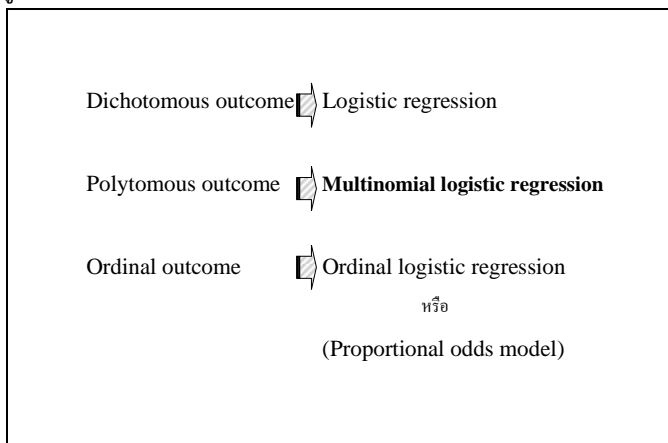 Dichotomous outcome Logistic regression
Polytomous outcome Multinomial logistic regression
Ordinal outcome Ordinal logistic regression
หรือ
(Proportional odds model)